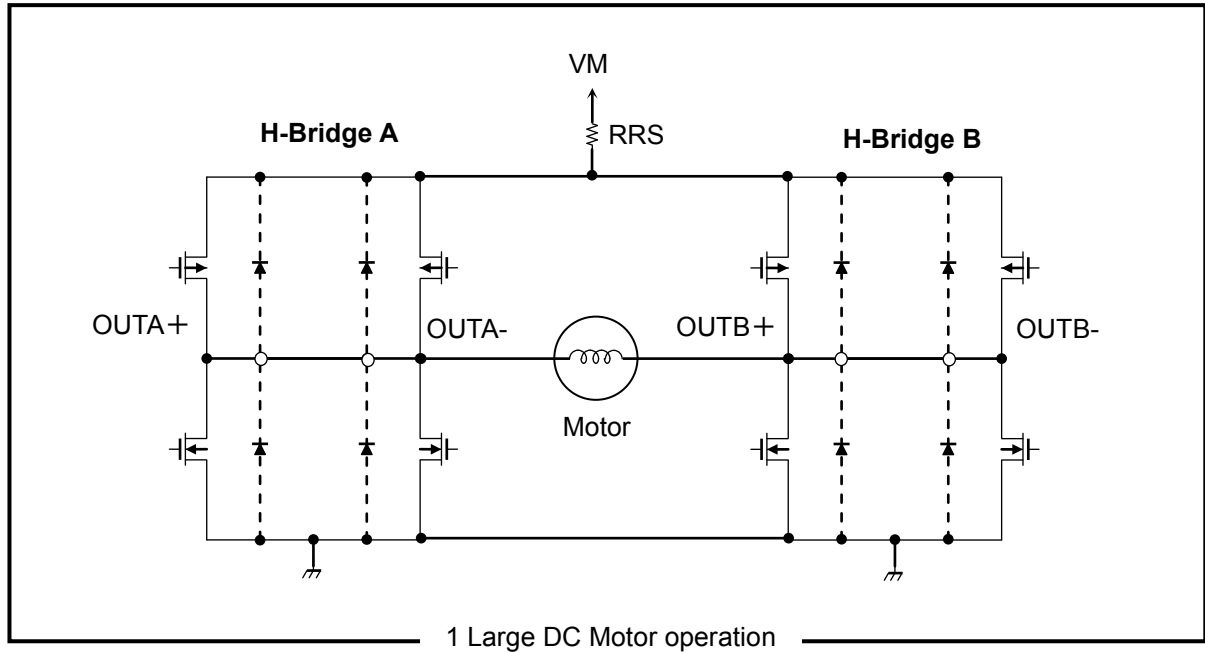 VM
RRS
H-Bridge A
H-Bridge B
OUTA+
OUTA-
OUTB+
OUTB-
Motor
1 Large DC Motor operation